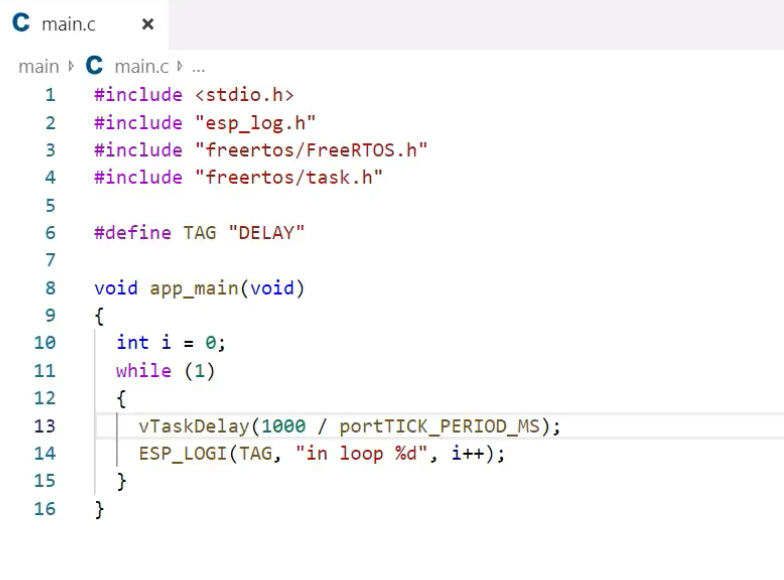 C main.c ×
main C main.c ...
1 #include <stdio.h>
2 #include "esp_log.h"
3 #include "freertos/FreeRTOS.h"
4 #include "freertos/task.h"
5
6 #define TAG "DELAY"
7
8 void app_main(void)
9 {
10   int i = 0;
11   while (1)
12   {
13     vTaskDelay(1000 / portTICK_PERIOD_MS);
14     ESP_LOGI(TAG, "in loop %d", i++);
15   }
16 }